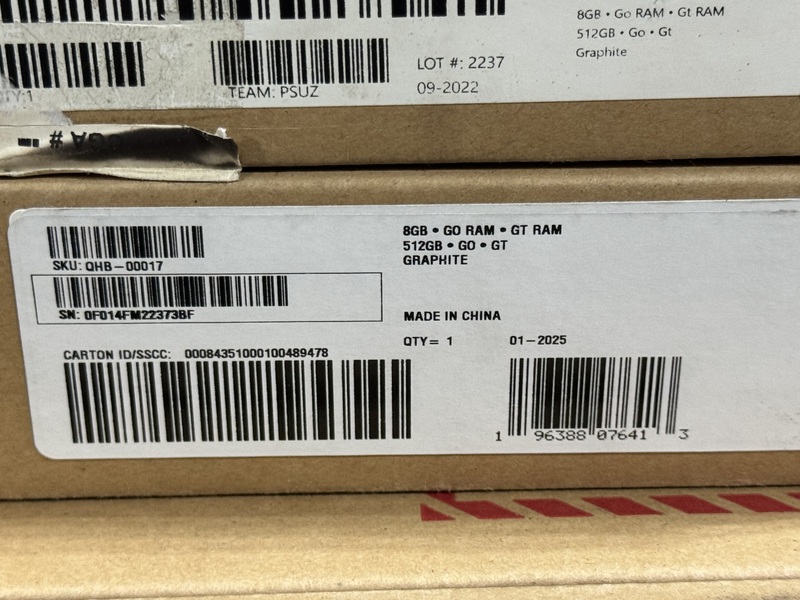 8GB • Go RAM • Gt RAM
512GB • Go • Gt
Graphite
LOT #: 2237
TY:1
TEAM: PSUZ
09-2022
8GB • GO RAM • GT RAM
512GB • GO • GT
GRAPHITE
SKU: QHB-00017
SN: 0F014FM22373BF
MADE IN CHINA
QTY= 1
01-2025
CARTON ID/SSCC: 00084351000100489478
1 96388 07641 3